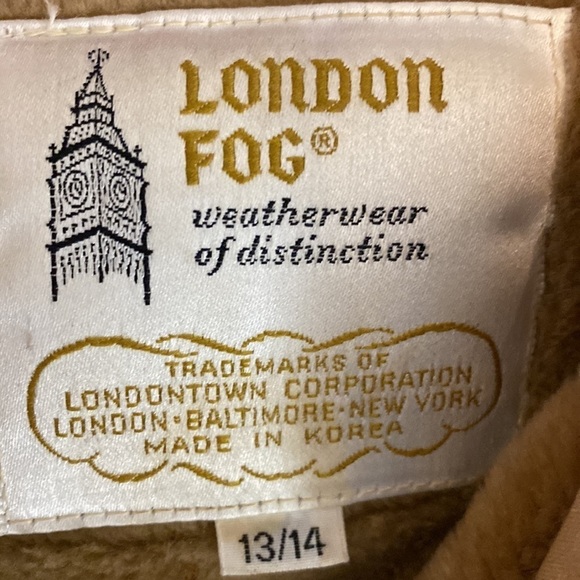 LONDON
FOG®
weatherwear
of distinction
TRADEMARKS OF
LONDONTOWN CORPORATION
LONDON·BALTIMORE·NEW YORK
MADE IN KOREA
13/14